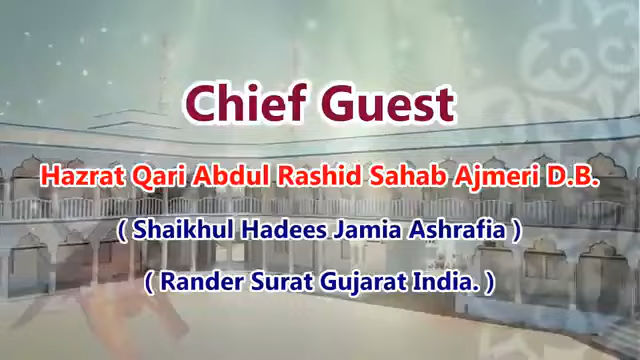 Chief Guest
Hazrat Qari Abdul Rashid Sahab Ajmeri D.B.
( Shaikhul Hadees Jamia Ashrafia )
( Rander Surat Gujarat India. )